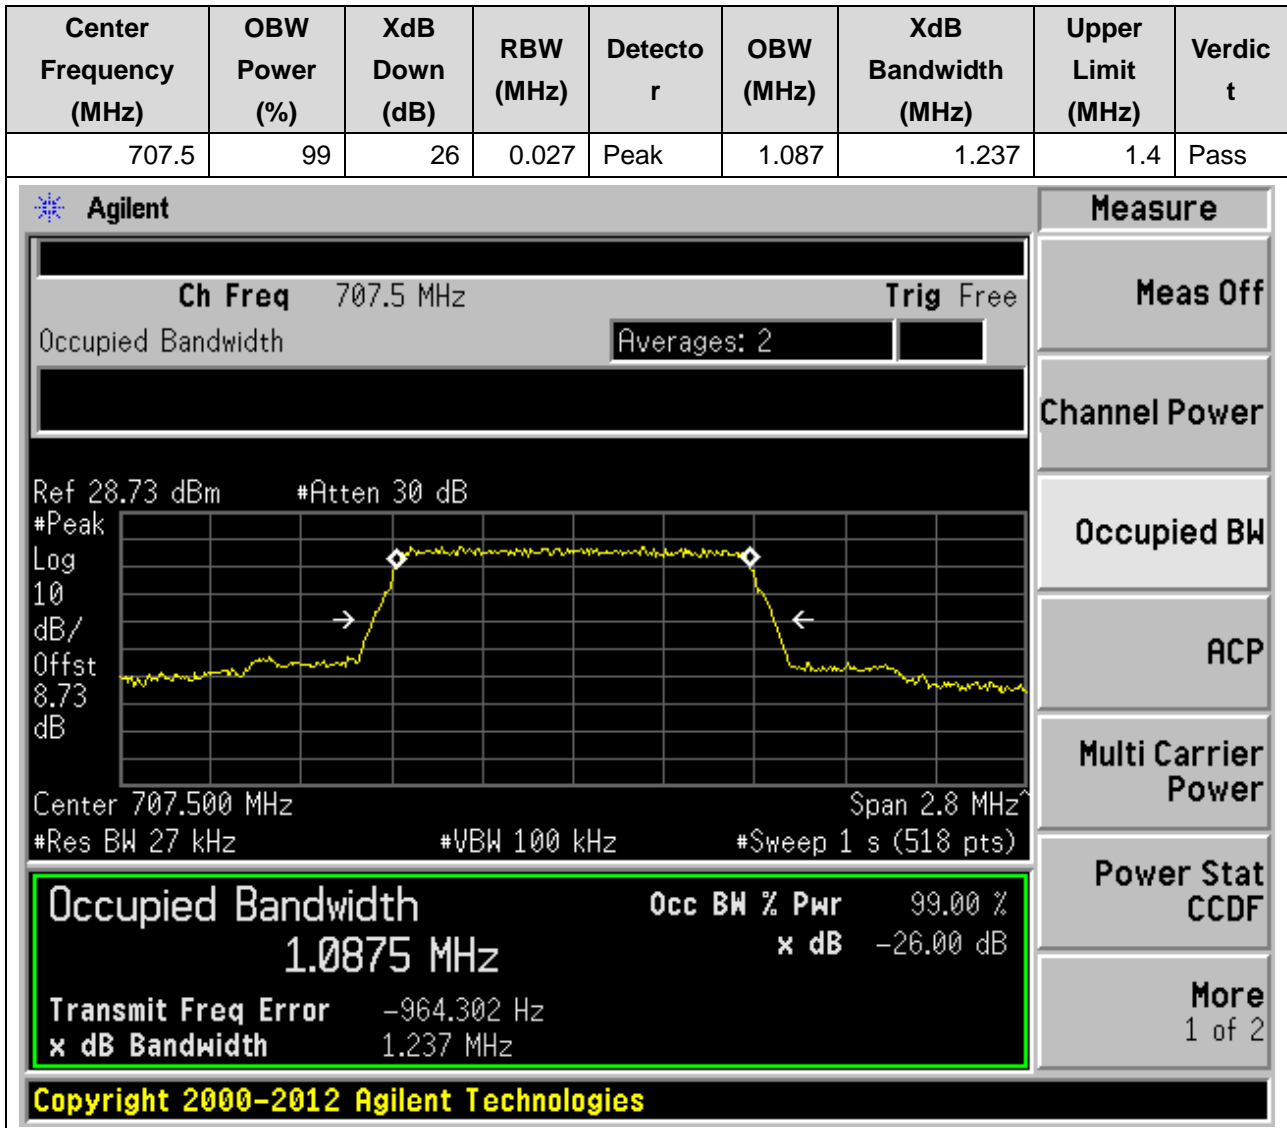 Center Frequency (MHz) OBW Power (%) XdB Down (dB) RBW (MHz) Detecto r OBW (MHz) XdB Bandwidth (MHz) Upper Limit (MHz) Verdic t
707.5 99 26 0.027 Peak 1.087 1.237 1.4 Pass
Agilent
Measure
Ch Freq 707.5 MHz Trig Free
Occupied Bandwidth Averages: 2
Meas Off
Channel Power
Occupied BW
ACP
Multi Carrier
Power
Power Stat
CCDF
More
1 of 2
Ref 28.73 dBm #Atten 30 dB
#Peak
Log
10
dB/
Offst
8.73
dB
Center 707.500 MHz Span 2.8 MHz^
#Res BW 27 kHz #VBW 100 kHz #Sweep 1 s (518 pts)
Occupied Bandwidth Occ BW % Pwr 99.00 %
1.0875 MHz x dB -26.00 dB
Transmit Freq Error -964.302 Hz
x dB Bandwidth 1.237 MHz
Copyright 2000-2012 Agilent Technologies